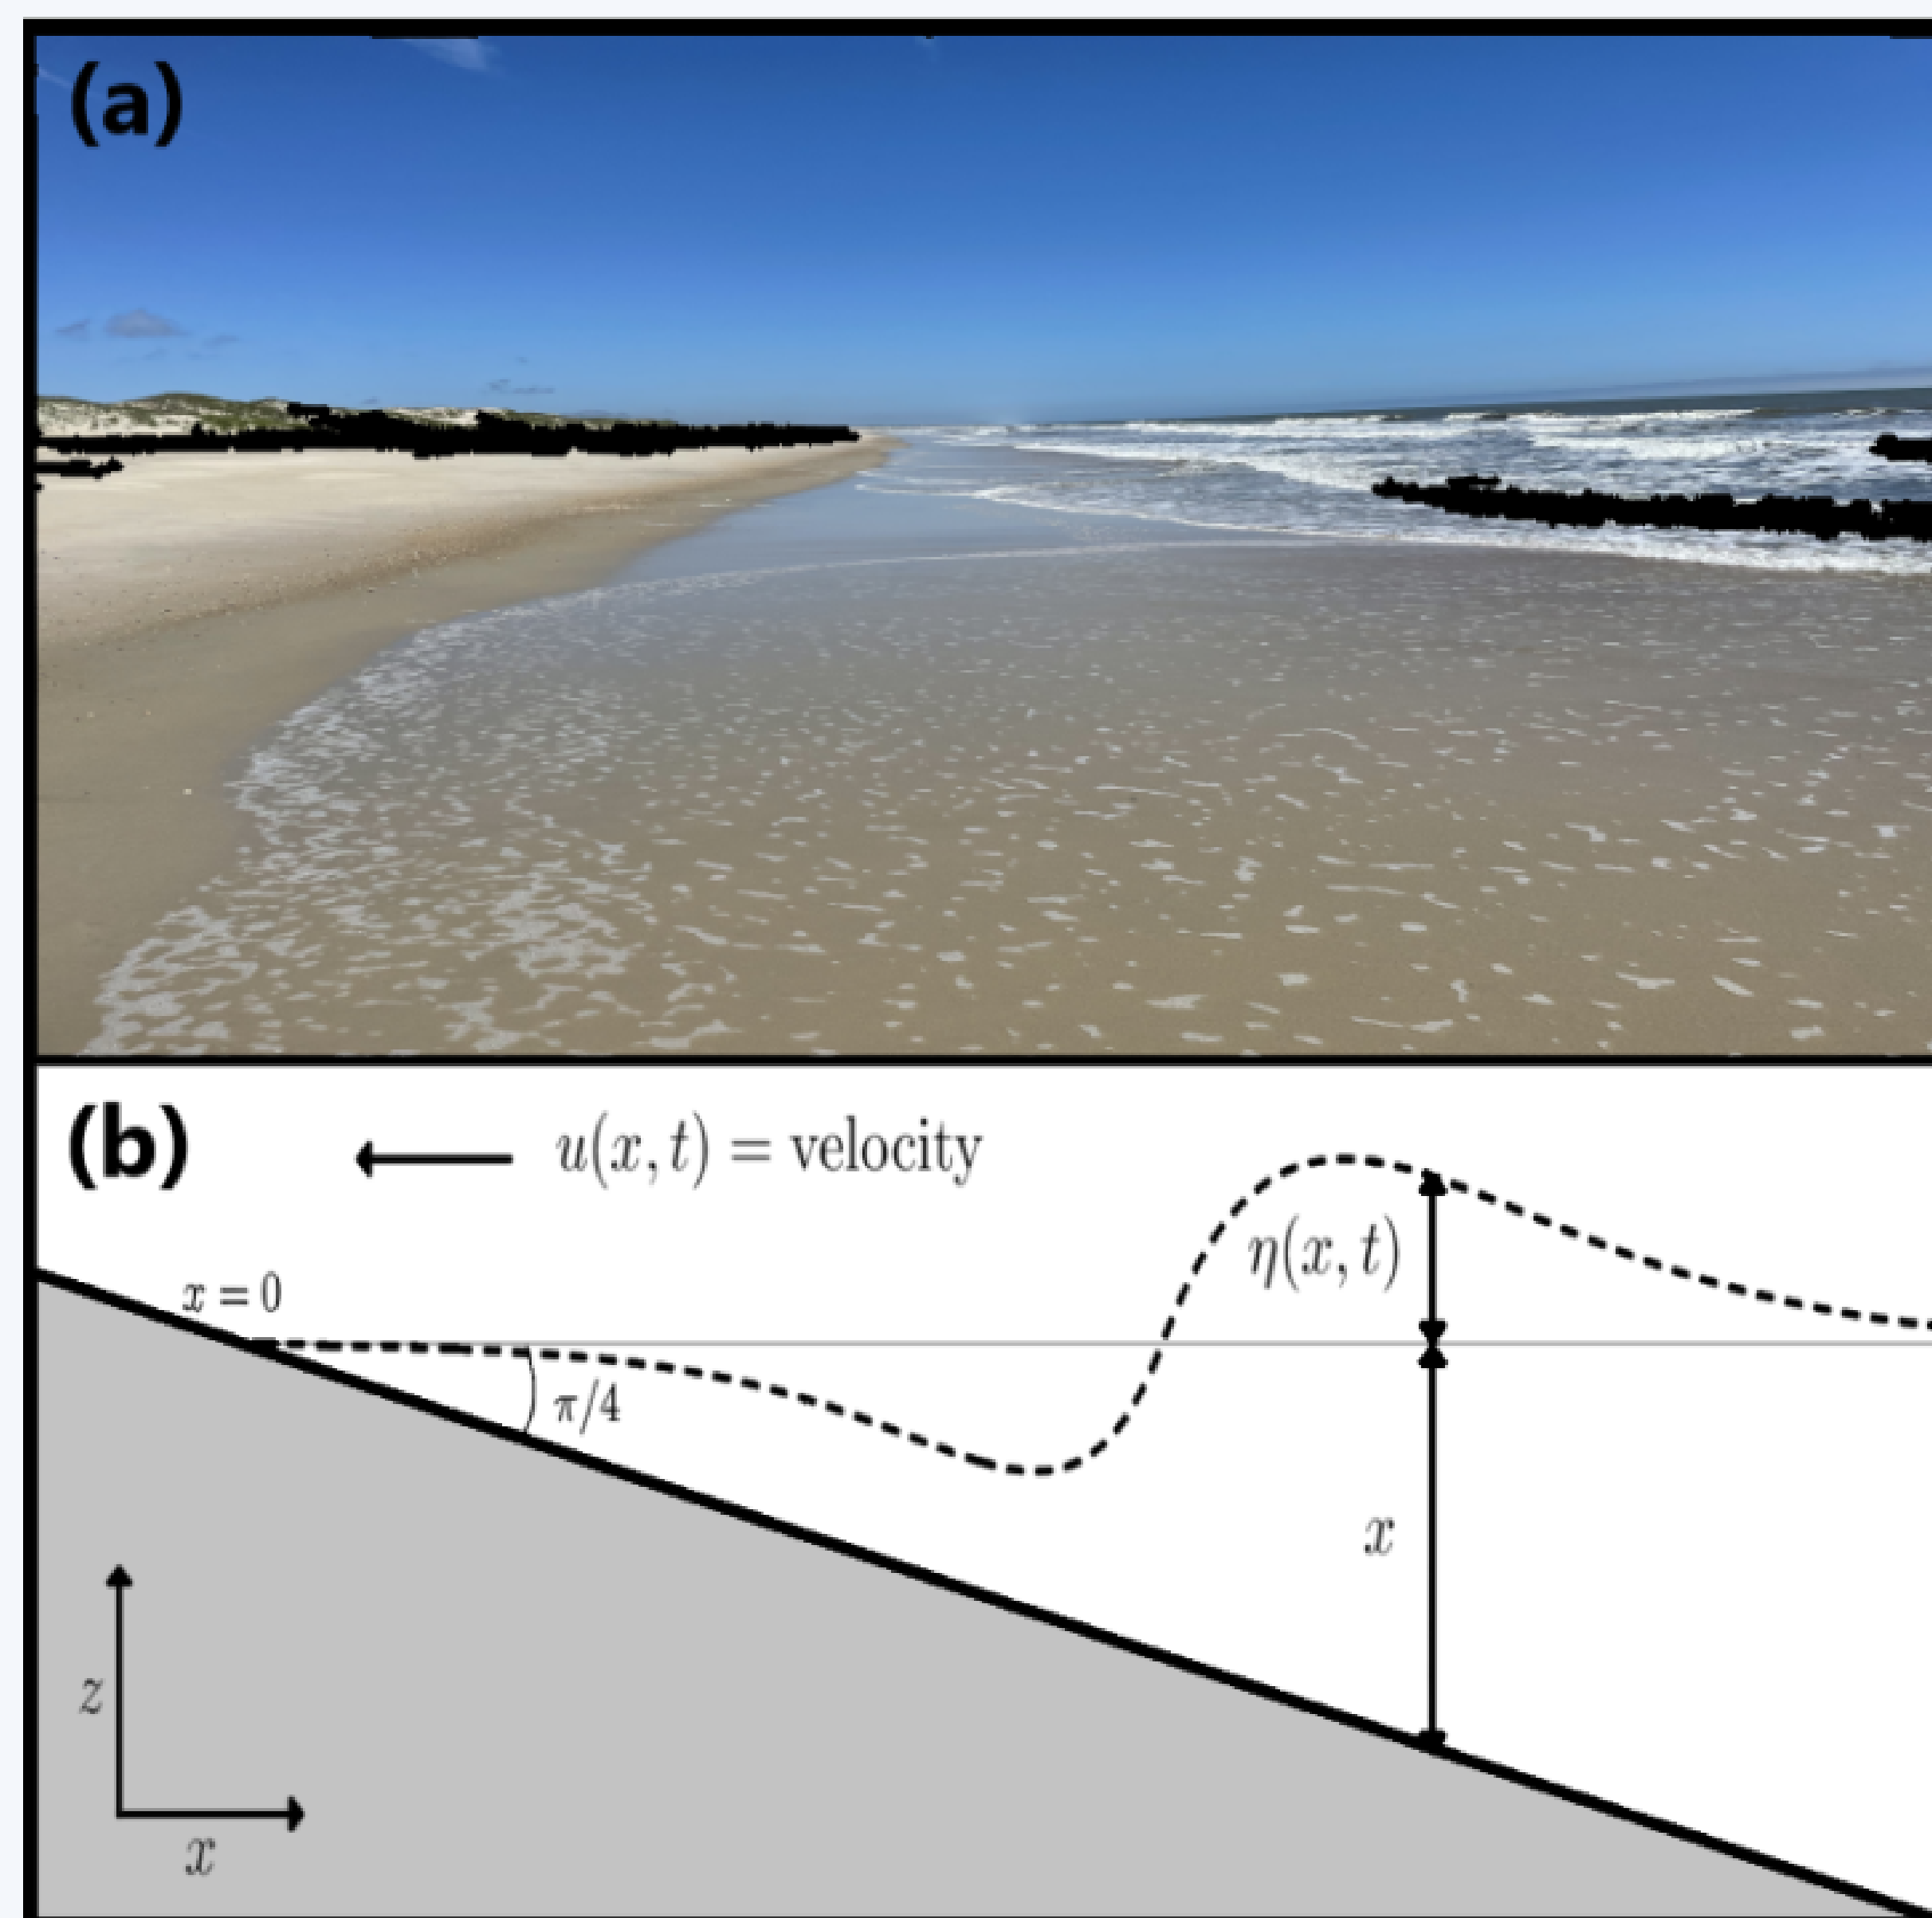 (a)
(b)
u(x, t) = velocity
η(x, t)
x = 0
π/4
x
z
x